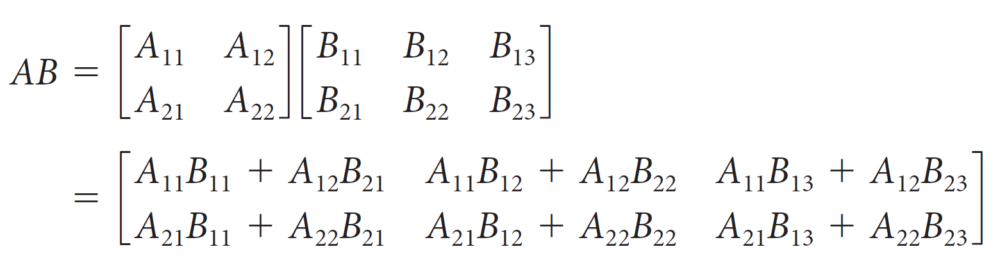 AB = [A₁₁ A₁₂][B₁₁ B₁₂ B₁₃]
[A₂₁ A₂₂][B₂₁ B₂₂ B₂₃]
= [A₁₁B₁₁ + A₁₂B₂₁ A₁₁B₁₂ + A₁₂B₂₂ A₁₁B₁₃ + A₁₂B₂₃]
[A₂₁B₁₁ + A₂₂B₂₁ A₂₁B₁₂ + A₂₂B₂₂ A₂₁B₁₃ + A₂₂B₂₃]